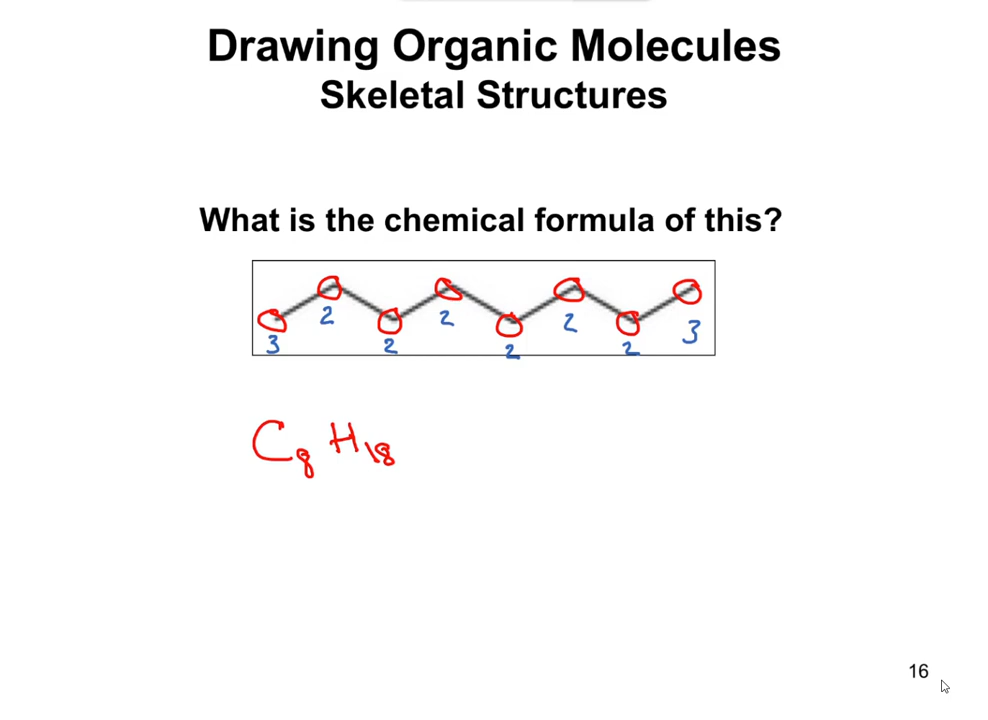 Drawing Organic Molecules
Skeletal Structures
What is the chemical formula of this?
3 2 2 2 2 2 2 3
C8 H18
16